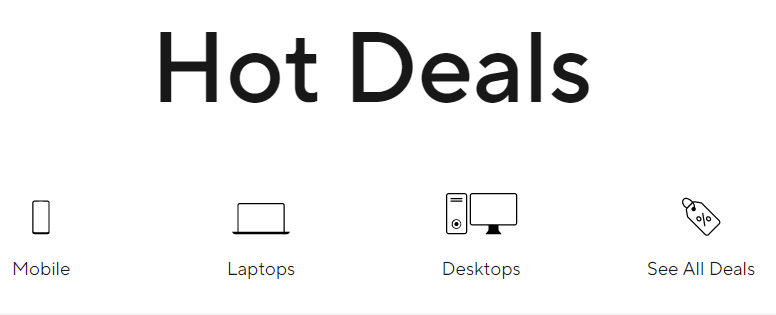 Hot Deals
Mobile
Laptops
Desktops
%
See All Deals